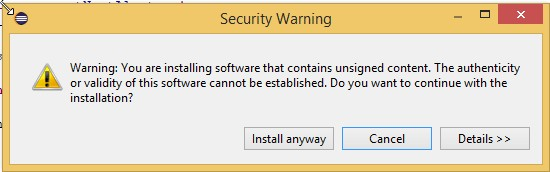 Security Warning
Warning: You are installing software that contains unsigned content. The authenticity
or validity of this software cannot be established. Do you want to continue with the
installation?
Install anyway
Cancel
Details >>